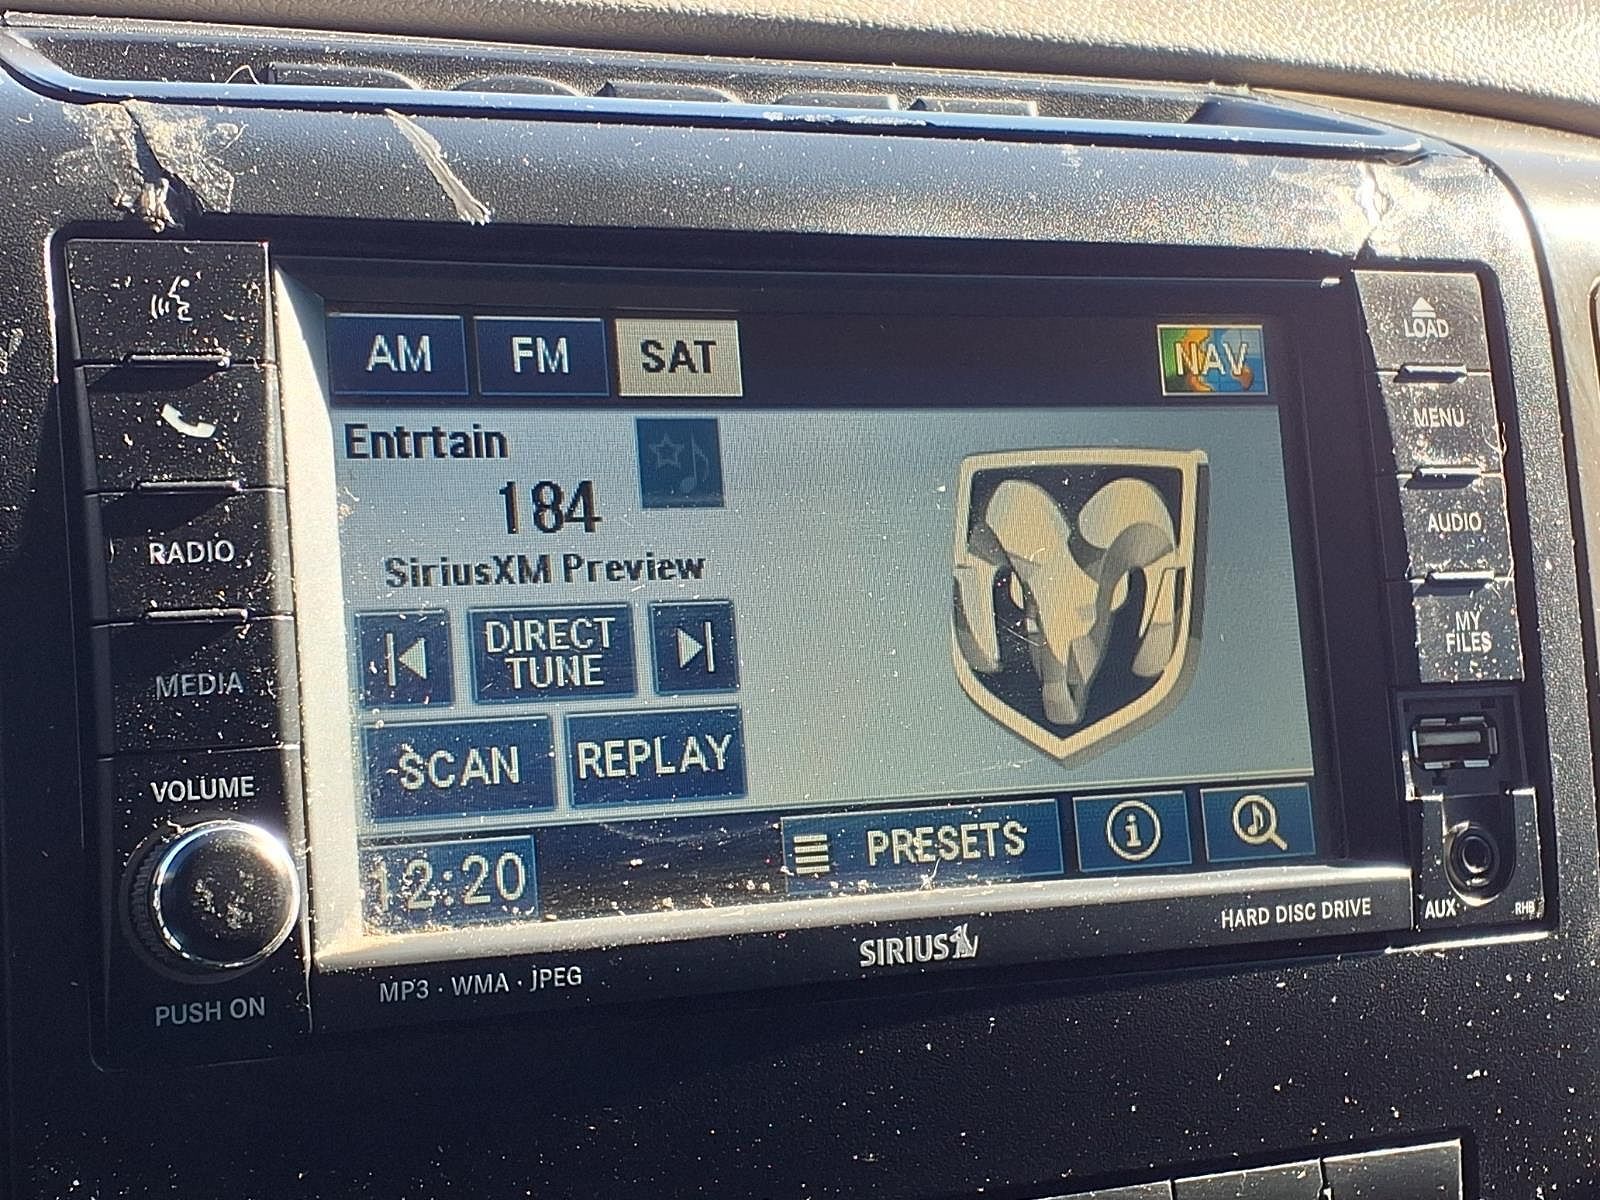 AM
FM
SAT
NAV
Entrtain
184
SiriusXM Preview
DIRECT
TUNE
SCAN
REPLAY
12:20
PRESETS
i
RADIO
MEDIA
VOLUME
PUSH ON
LOAD
MENU
AUDIO
MY
FILES
AUX
RHB
HARD DISC DRIVE
SIRIUS
MP3 · WMA · JPEG